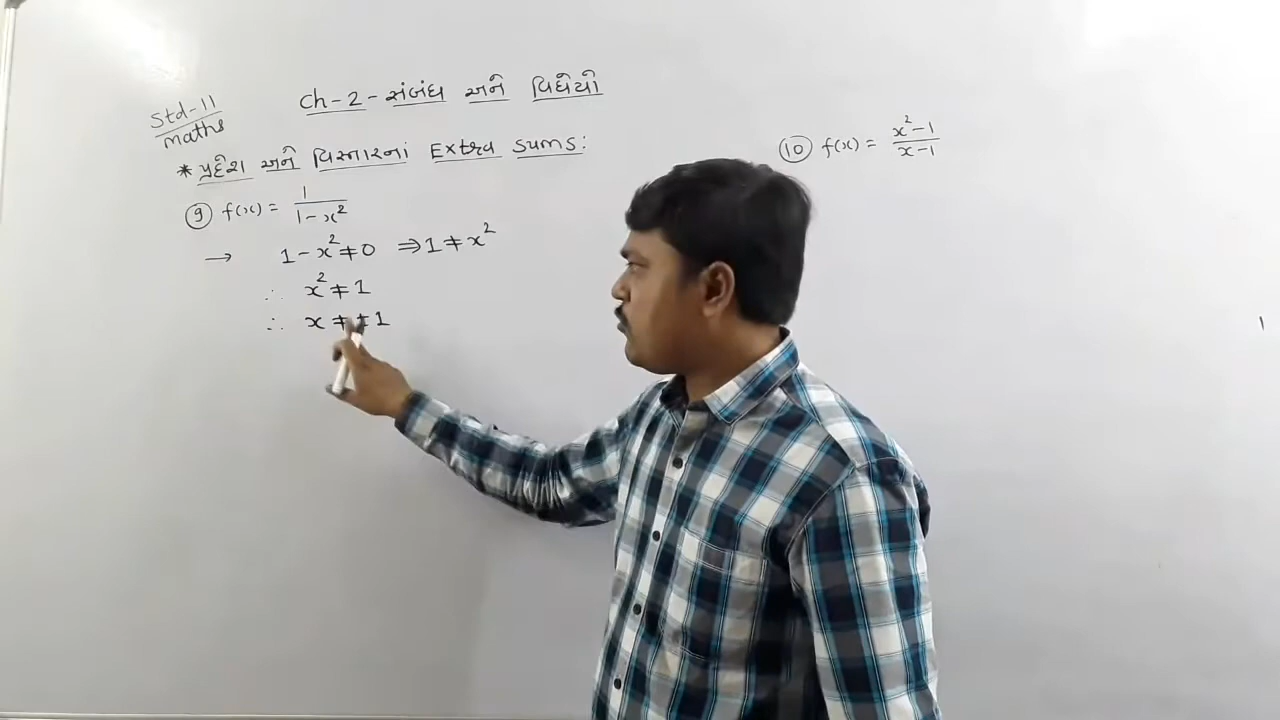 Std-11
maths
Ch-2-સંબંધ અને વિધેયો
* પ્રદેશ અને વિસ્તારનાં Extra sums:
(9) f(x) = 1/(1-x²)
→ 1-x²≠0 ⇒ 1≠x²
∴ x²≠1
∴ x≠±1
(10) f(x) = (x²-1)/(x-1)